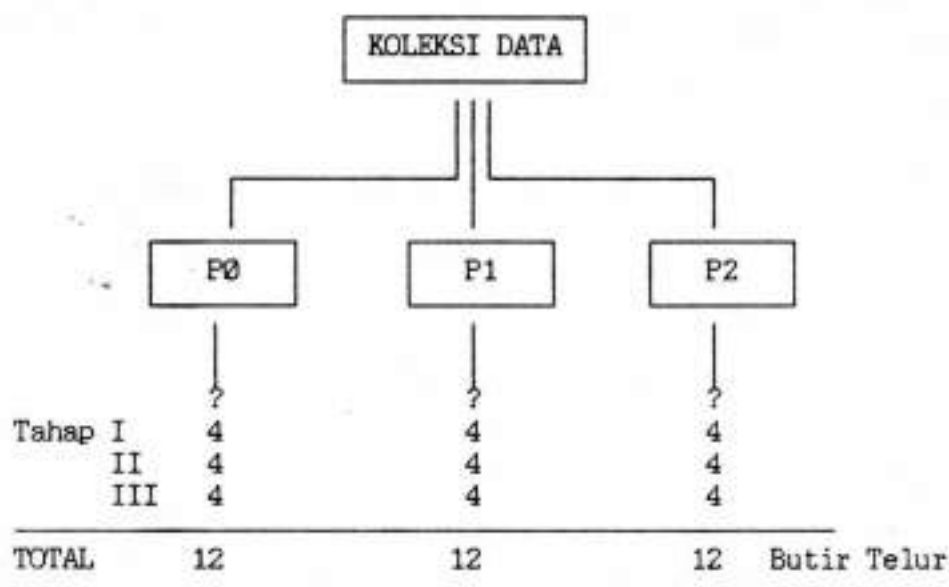 KOLEKSI DATA
PØ P1 P2
? ? ?
Tahap I 4 4 4
II 4 4 4
III 4 4 4
TOTAL 12 12 12 Butir Telur